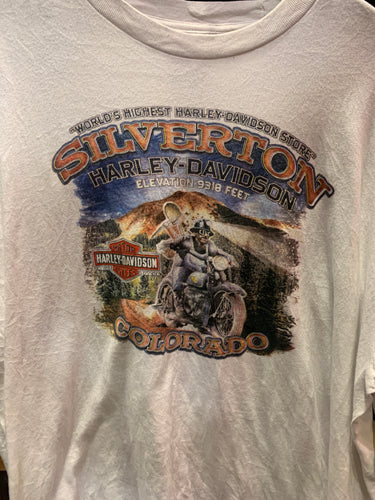 "WORLD'S HIGHEST HARLEY-DAVIDSON STORE"
SILVERTON
HARLEY-DAVIDSON
ELEVATION-9318 FEET
HARLEY-DAVIDSON
COLORADO